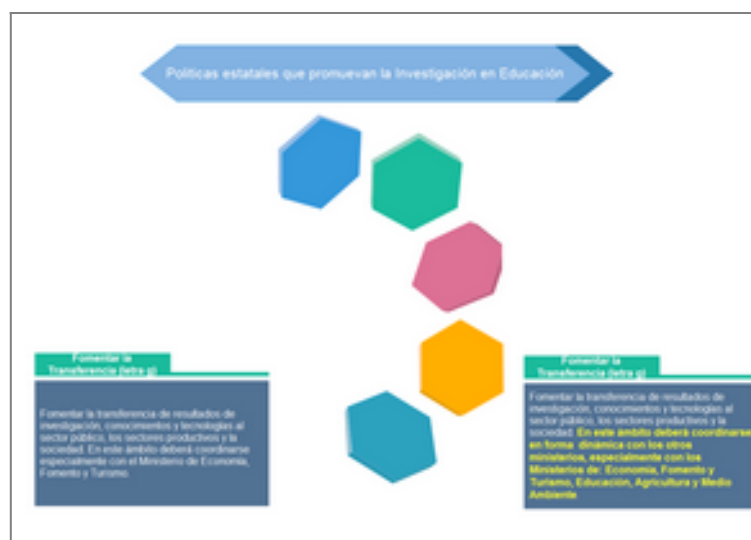 Políticas estatales que promuevan la Investigación en Educación
Fomentar la
Transferencia (letra g)
Fomentar la transferencia de resultados de
investigación, conocimientos y tecnologías al
sector público, los sectores productivos y la
sociedad. En este ámbito deberá coordinarse
especialmente con el Ministerio de Economía,
Fomento y Turismo.
Fomentar la
Transferencia (letra g)
Fomentar la transferencia de resultados de
investigación, conocimientos y tecnologías al
sector público, los sectores productivos y la
sociedad. En este ámbito deberá coordinarse
en forma dinámica con los otros
ministerios, especialmente con los
Ministerios de: Economía, Fomento y
Turismo, Educación, Agricultura y Medio
Ambiente